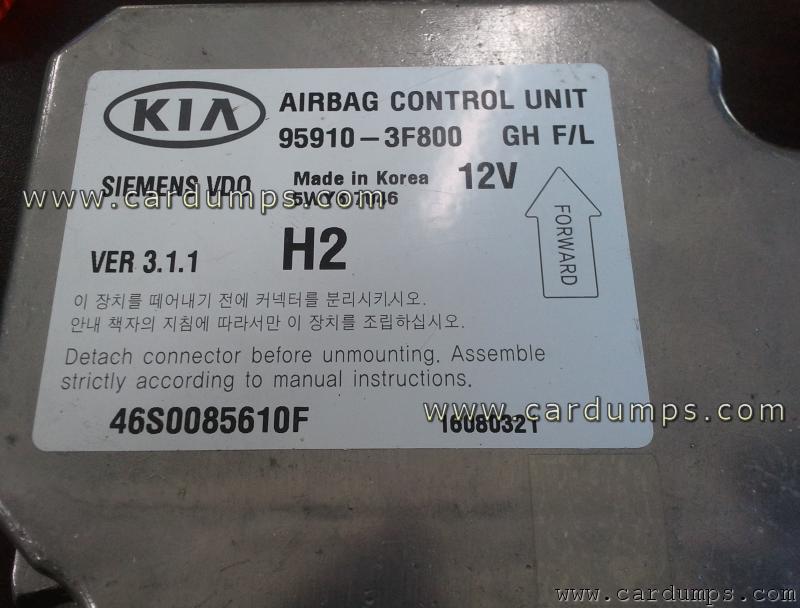 KIA AIRBAG CONTROL UNIT
95910-3F800 GH F/L
SIEMENS VDO Made in Korea 12V
www.cardumps.com
FORWARD
VER 3.1.1 H2
이 장치를 떼어내기 전에 커넥터를 분리시키시오.
안내 책자의 지침에 따라서만 이 장치를 조립하십시오.
Detach connector before unmounting. Assemble
strictly according to manual instructions.
46S0085610F 16080321
www.cardumps.com
www.cardumps.com